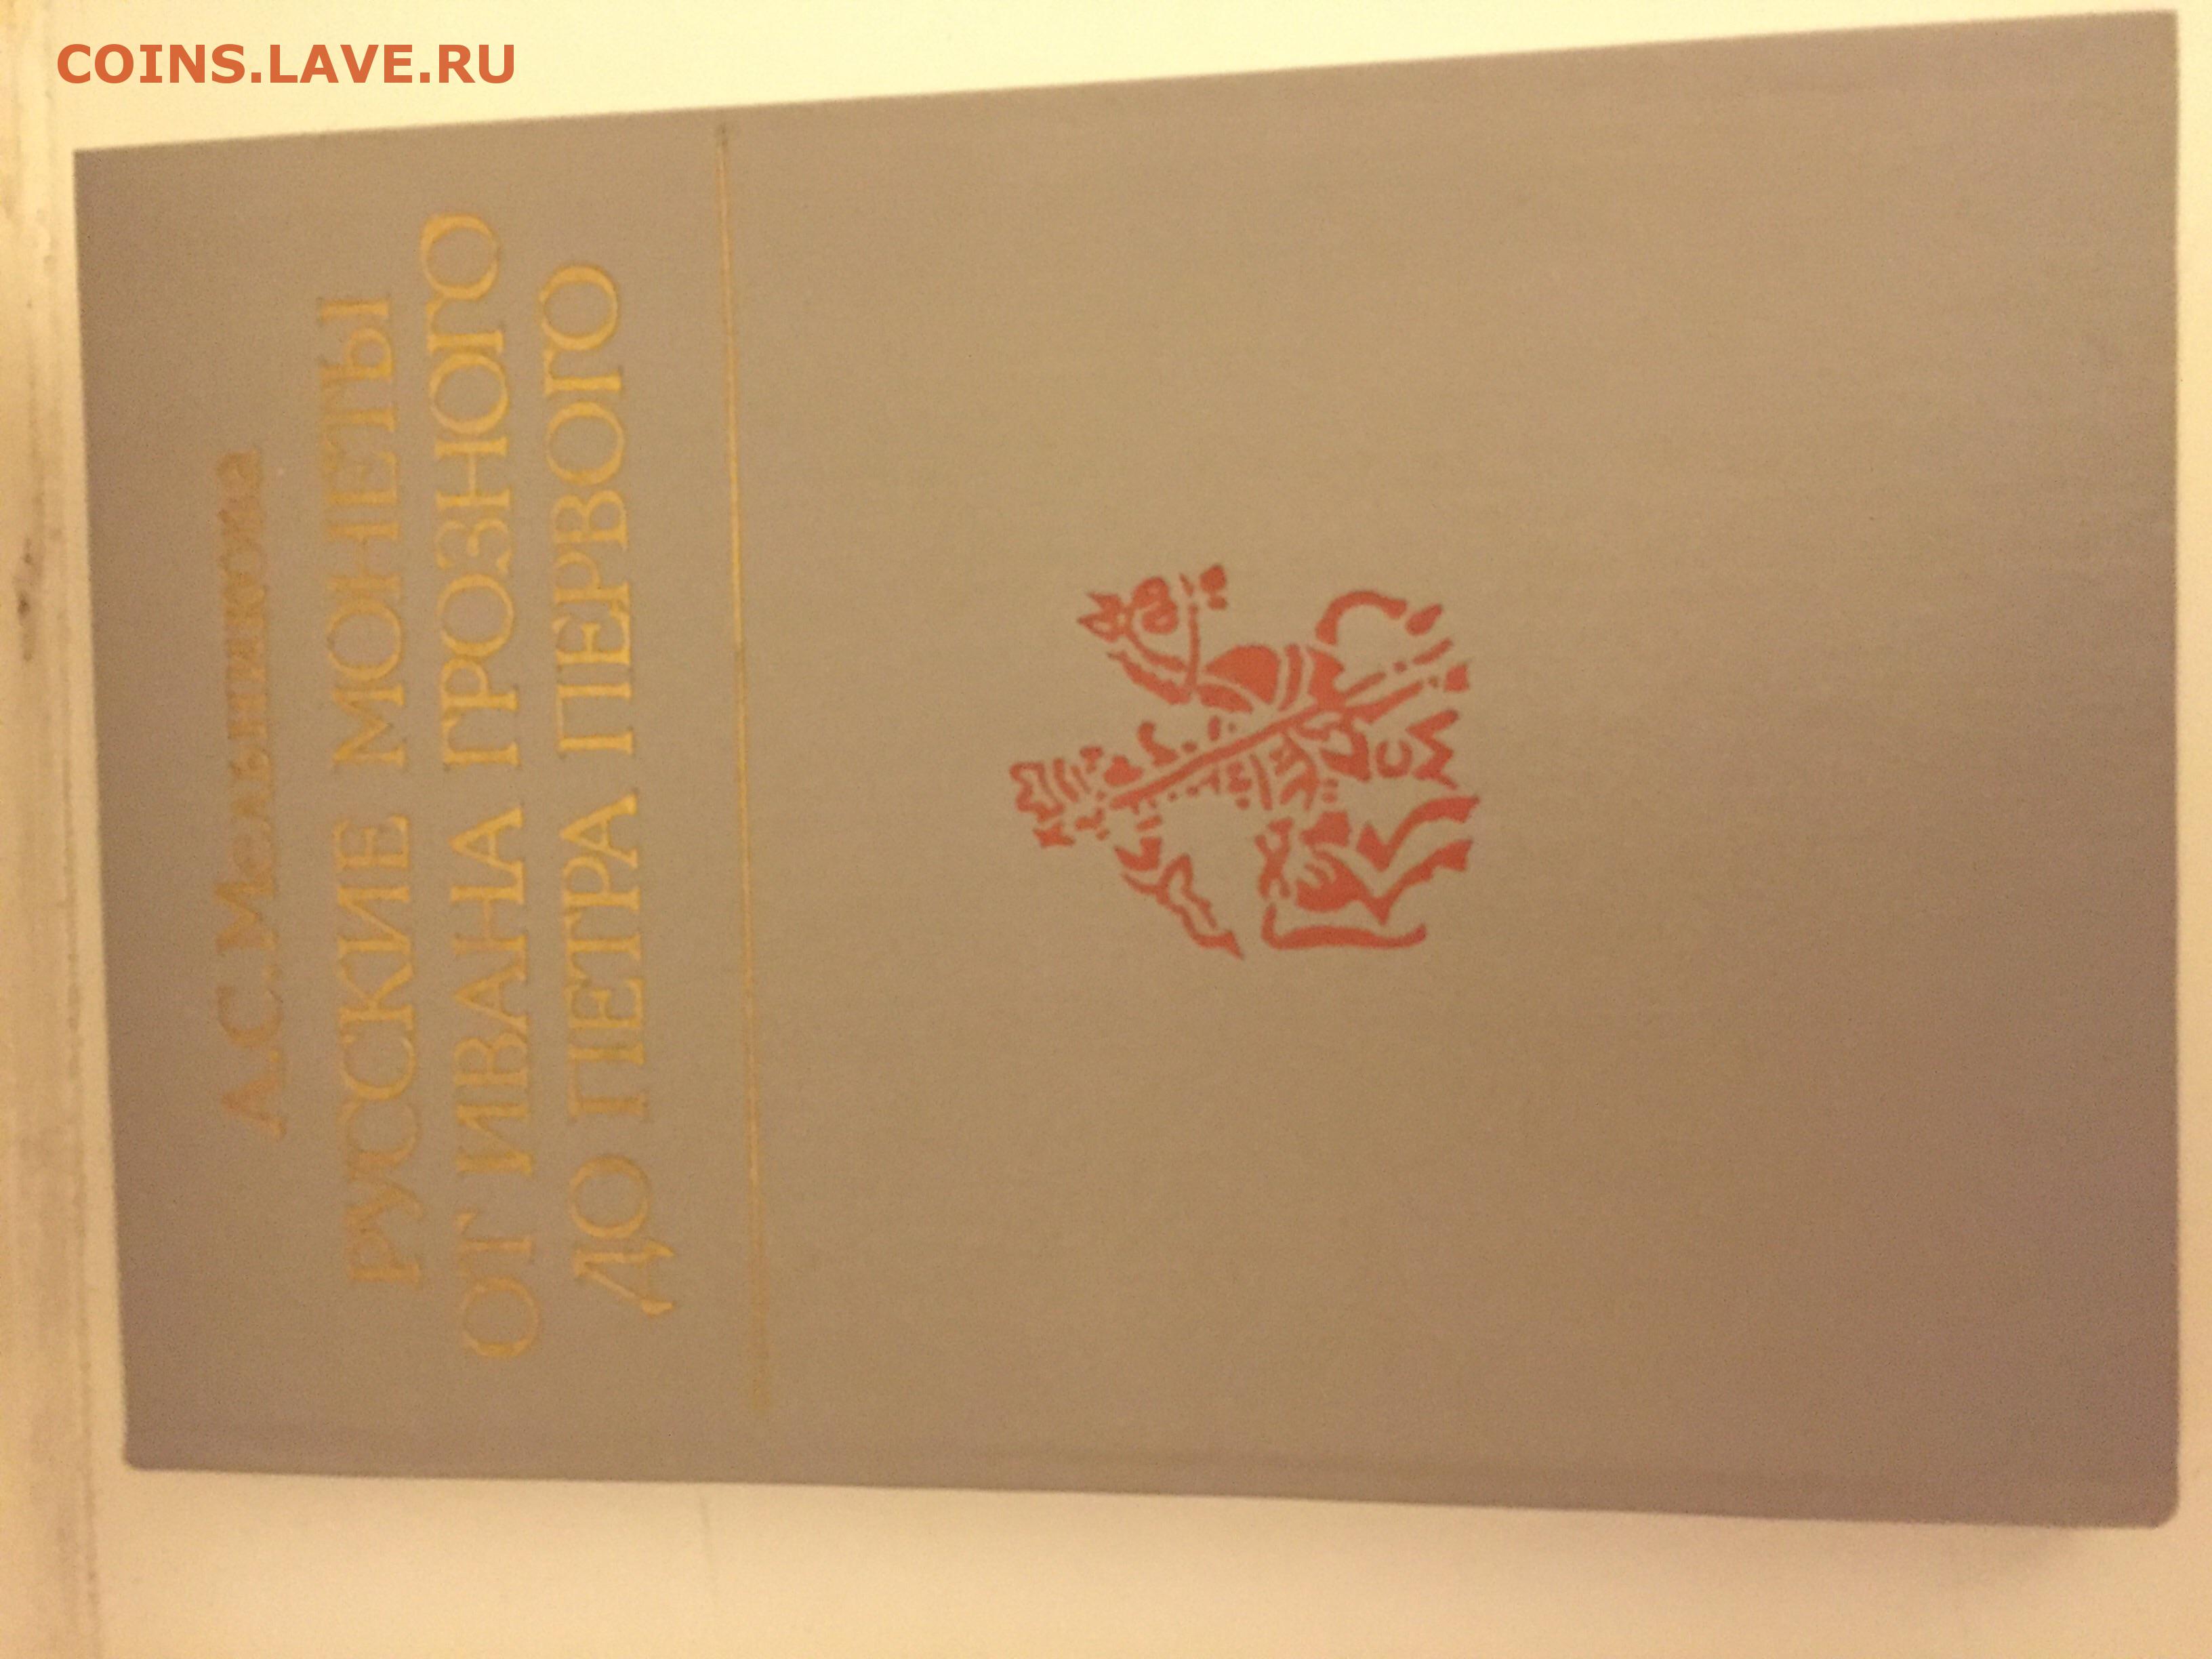 COINS.LAVE.RU
А.С.Мельникова
РУССКИЕ МОНЕТЫ
ОТ ИВАНА ГРОЗНОГО
ДО ПЕТРА ПЕРВОГО